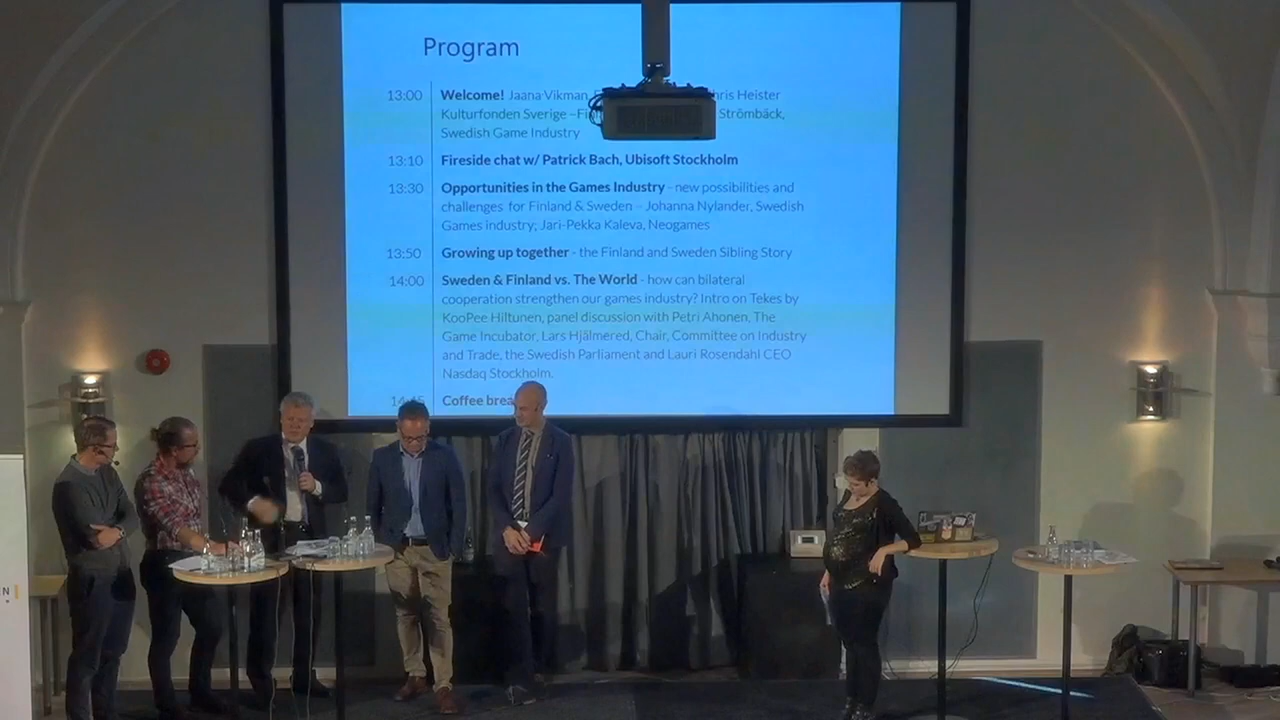 Program
13:00 Welcome! Jaana Vikman, Chris Heister
Kulturfonden Sverige – Strömbäck,
Swedish Game Industry
13:10 Fireside chat w/ Patrick Bach, Ubisoft Stockholm
13:30 Opportunities in the Games Industry – new possibilities and
challenges for Finland & Sweden – Johanna Nylander, Swedish
Games industry; Jari-Pekka Kaleva, Neogames
13:50 Growing up together - the Finland and Sweden Sibling Story
14:00 Sweden & Finland vs. The World - how can bilateral
cooperation strengthen our games industry? Intro on Tekes by
KooPee Hiltunen, panel discussion with Petri Ahonen, The
Game Incubator, Lars Hjälmered, Chair, Committee on Industry
and Trade, the Swedish Parliament and Lauri Rosendahl CEO
Nasdaq Stockholm.
Coffee
N